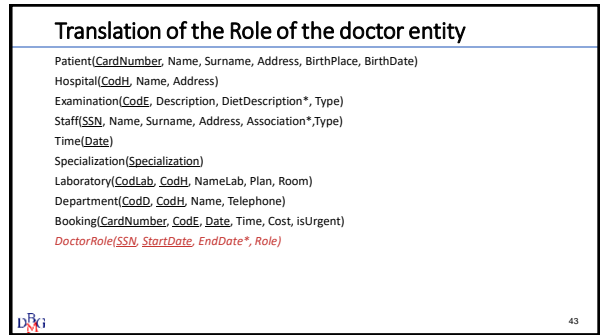 Translation of the Role of the doctor entity
Patient(CardNumber, Name, Surname, Address, BirthPlace, BirthDate)
Hospital(CodH, Name, Address)
Examination(CodE, Description, DietDescription*, Type)
Staff(SSN, Name, Surname, Address, Association*,Type)
Time(Date)
Specialization(Specialization)
Laboratory(CodLab, CodH, NameLab, Plan, Room)
Department(CodD, CodH, Name, Telephone)
Booking(CardNumber, CodE, Date, Time, Cost, isUrgent)
DoctorRole(SSN, StartDate, EndDate*, Role)
DBMG
43